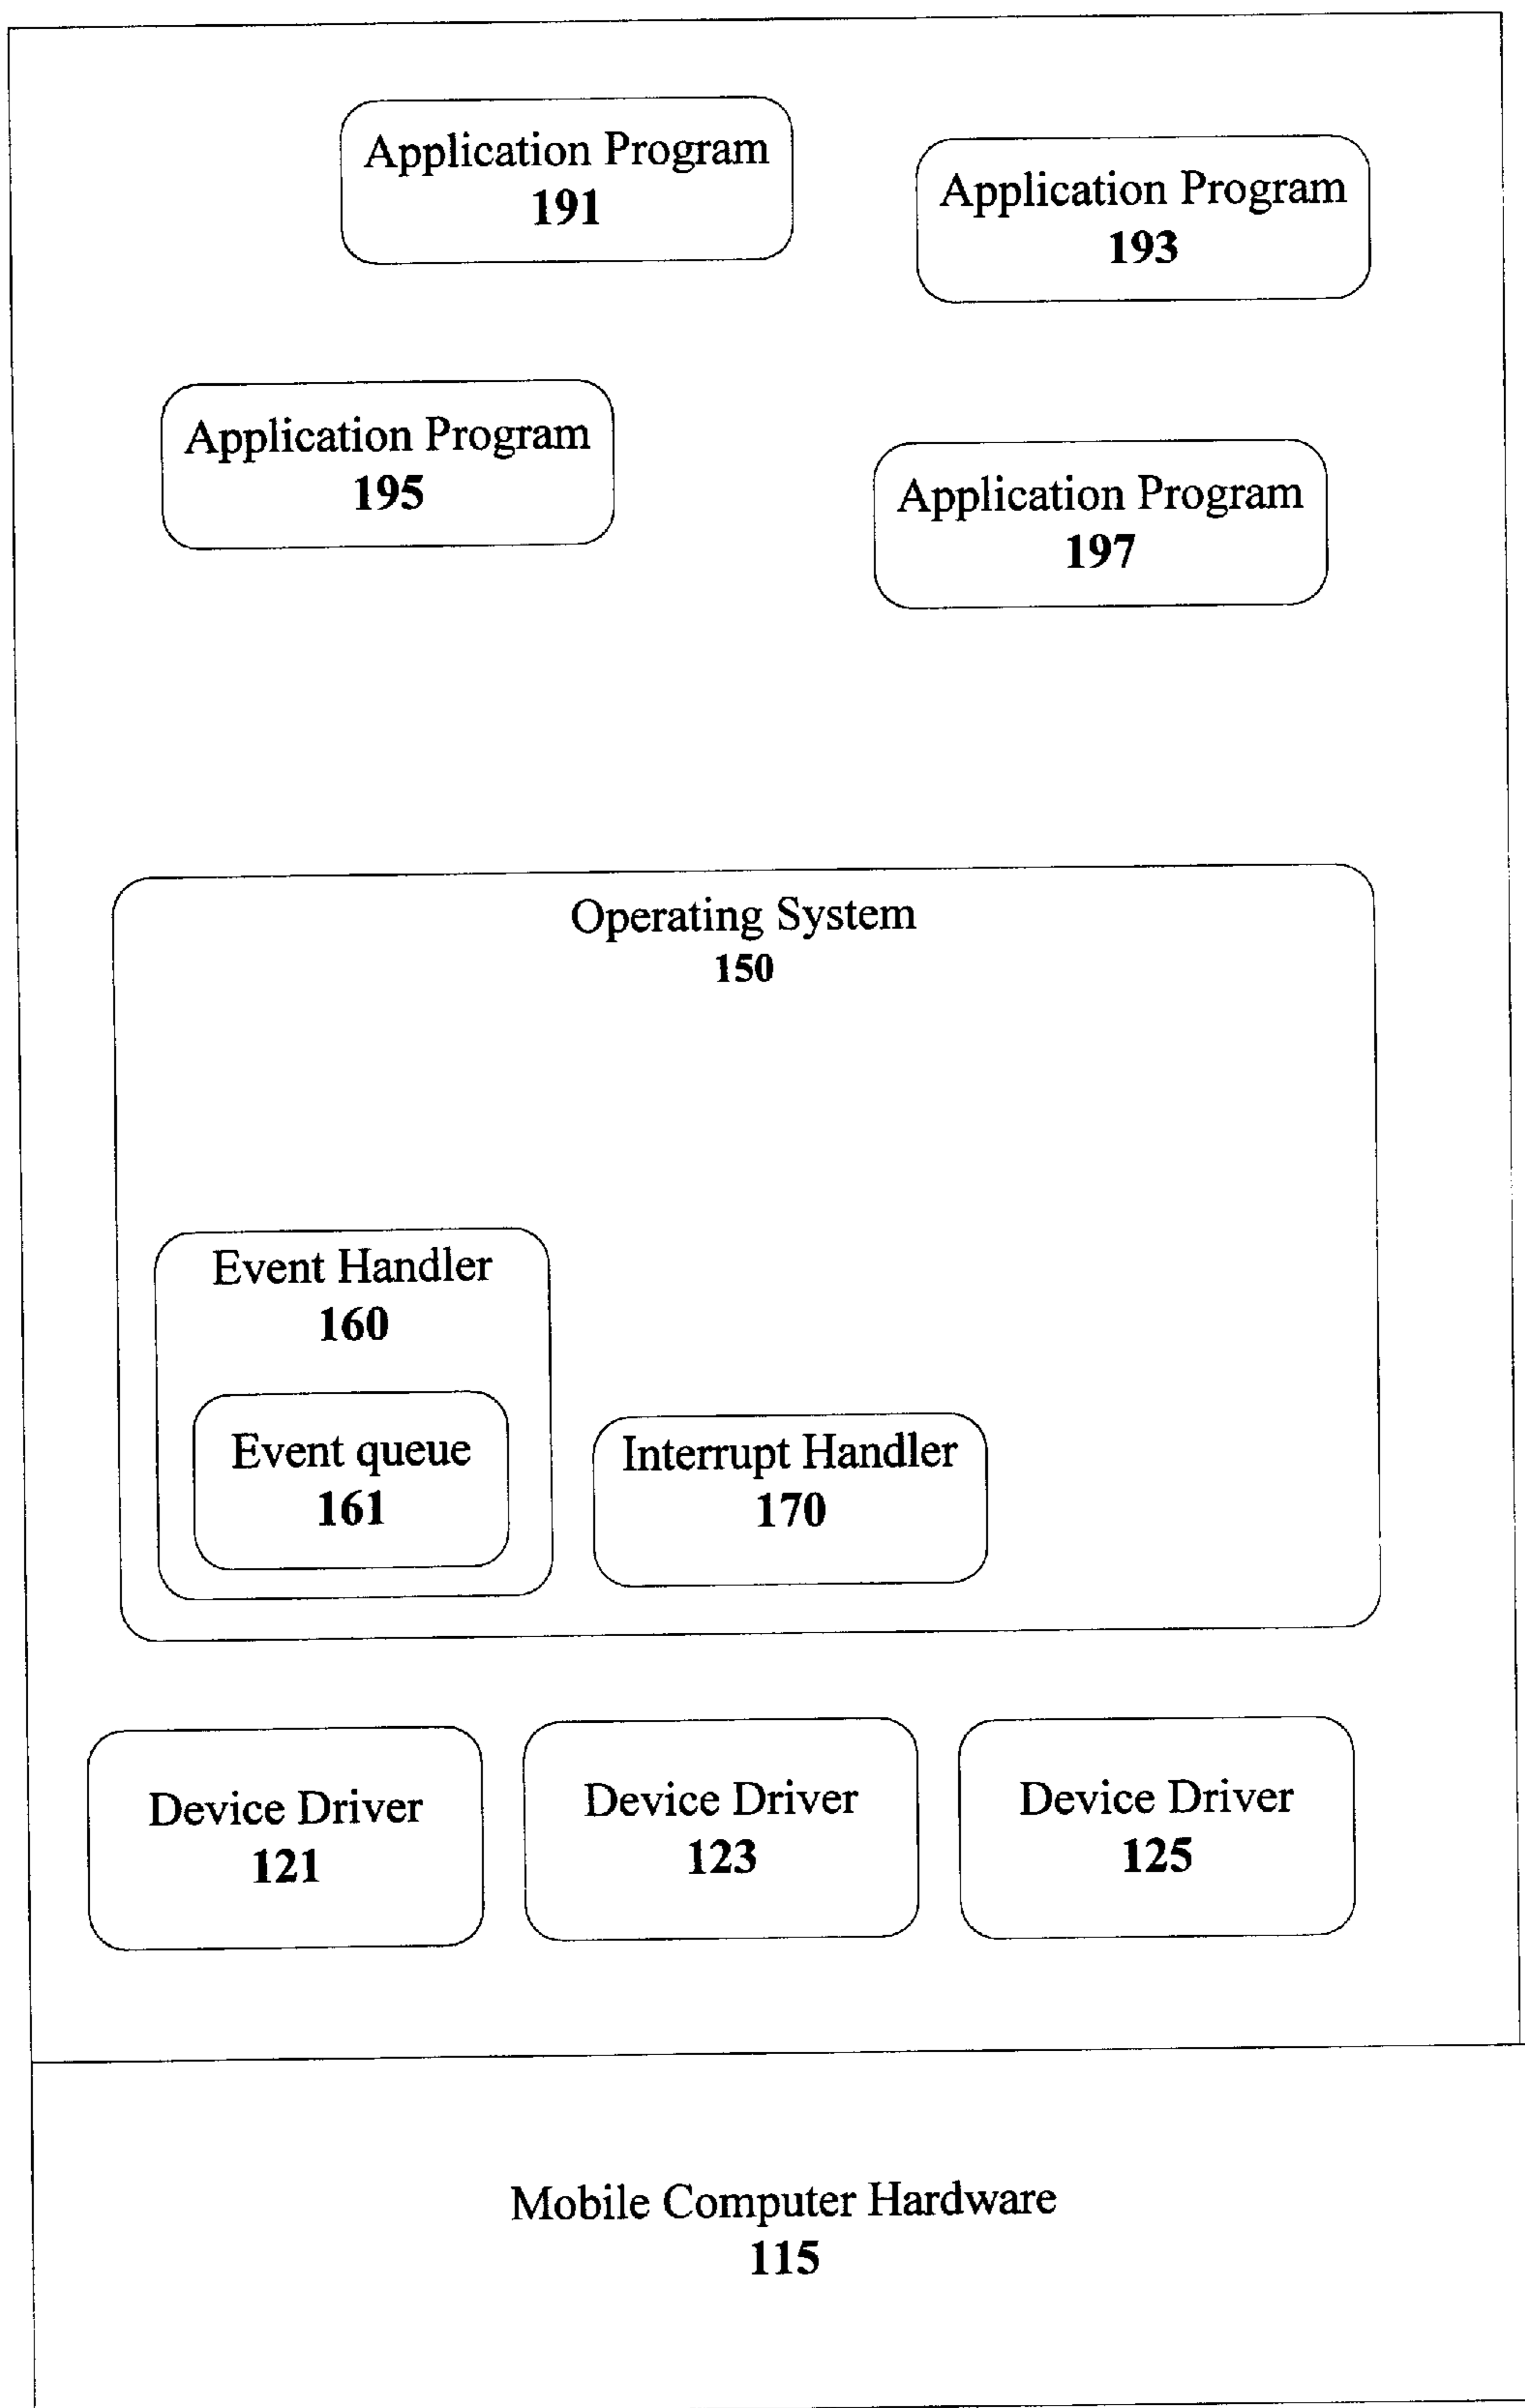 Application Program
191
Application Program
193
Application Program
195
Application Program
197
Operating System
150
Event Handler
160
Event queue
161
Interrupt Handler
170
Device Driver
121
Device Driver
123
Device Driver
125
Mobile Computer Hardware
115